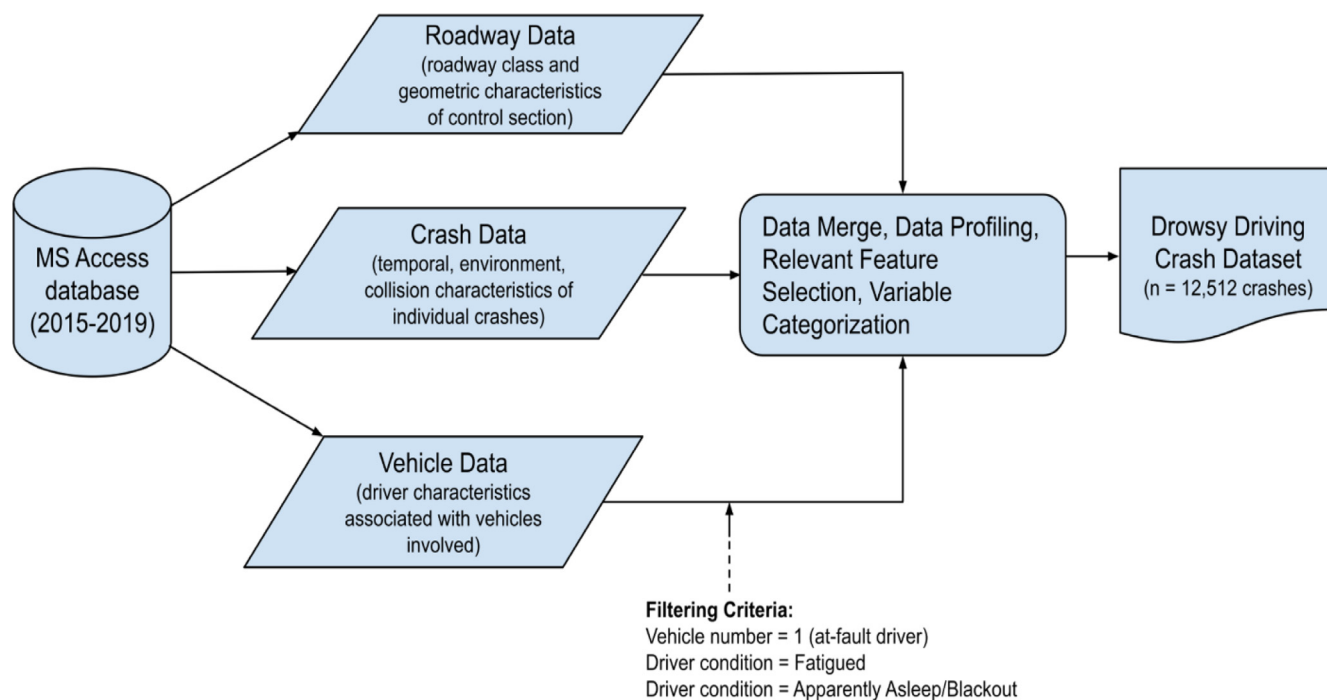 Roadway Data
(roadway class and
geometric characteristics
of control section)
MS Access
database
(2015-2019)
Crash Data
(temporal, environment,
collision characteristics of
individual crashes)
Data Merge, Data Profiling,
Relevant Feature
Selection, Variable
Categorization
Drowsy Driving
Crash Dataset
(n = 12,512 crashes)
Vehicle Data
(driver characteristics
associated with vehicles
involved)
Filtering Criteria:
Vehicle number = 1 (at-fault driver)
Driver condition = Fatigued
Driver condition = Apparently Asleep/Blackout